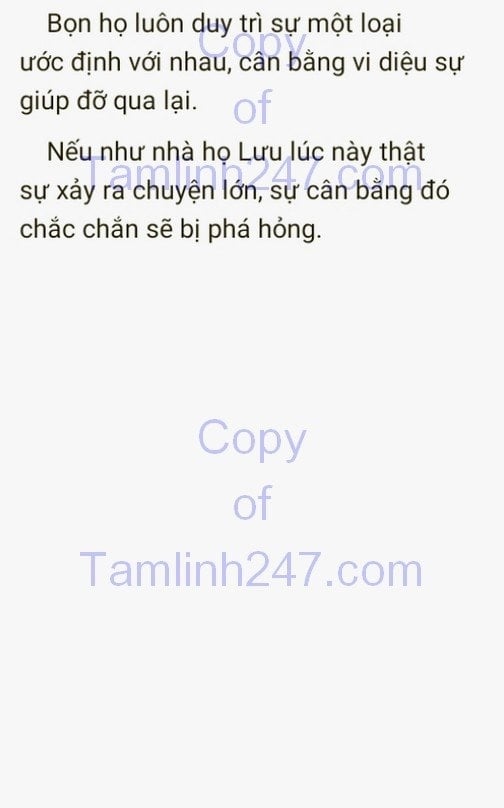 Bọn họ luôn duy trì sự một loại
ước định với nhau, cân bằng vi diệu sự
giúp đỡ qua lại.
Nếu như nhà họ Lưu lúc này thật
sự xảy ra chuyện lớn, sự cân bằng đó
chắc chắn sẽ bị phá hỏng.
Copy
of
Tamlinh247.com
Copy
of
Tamlinh247.com